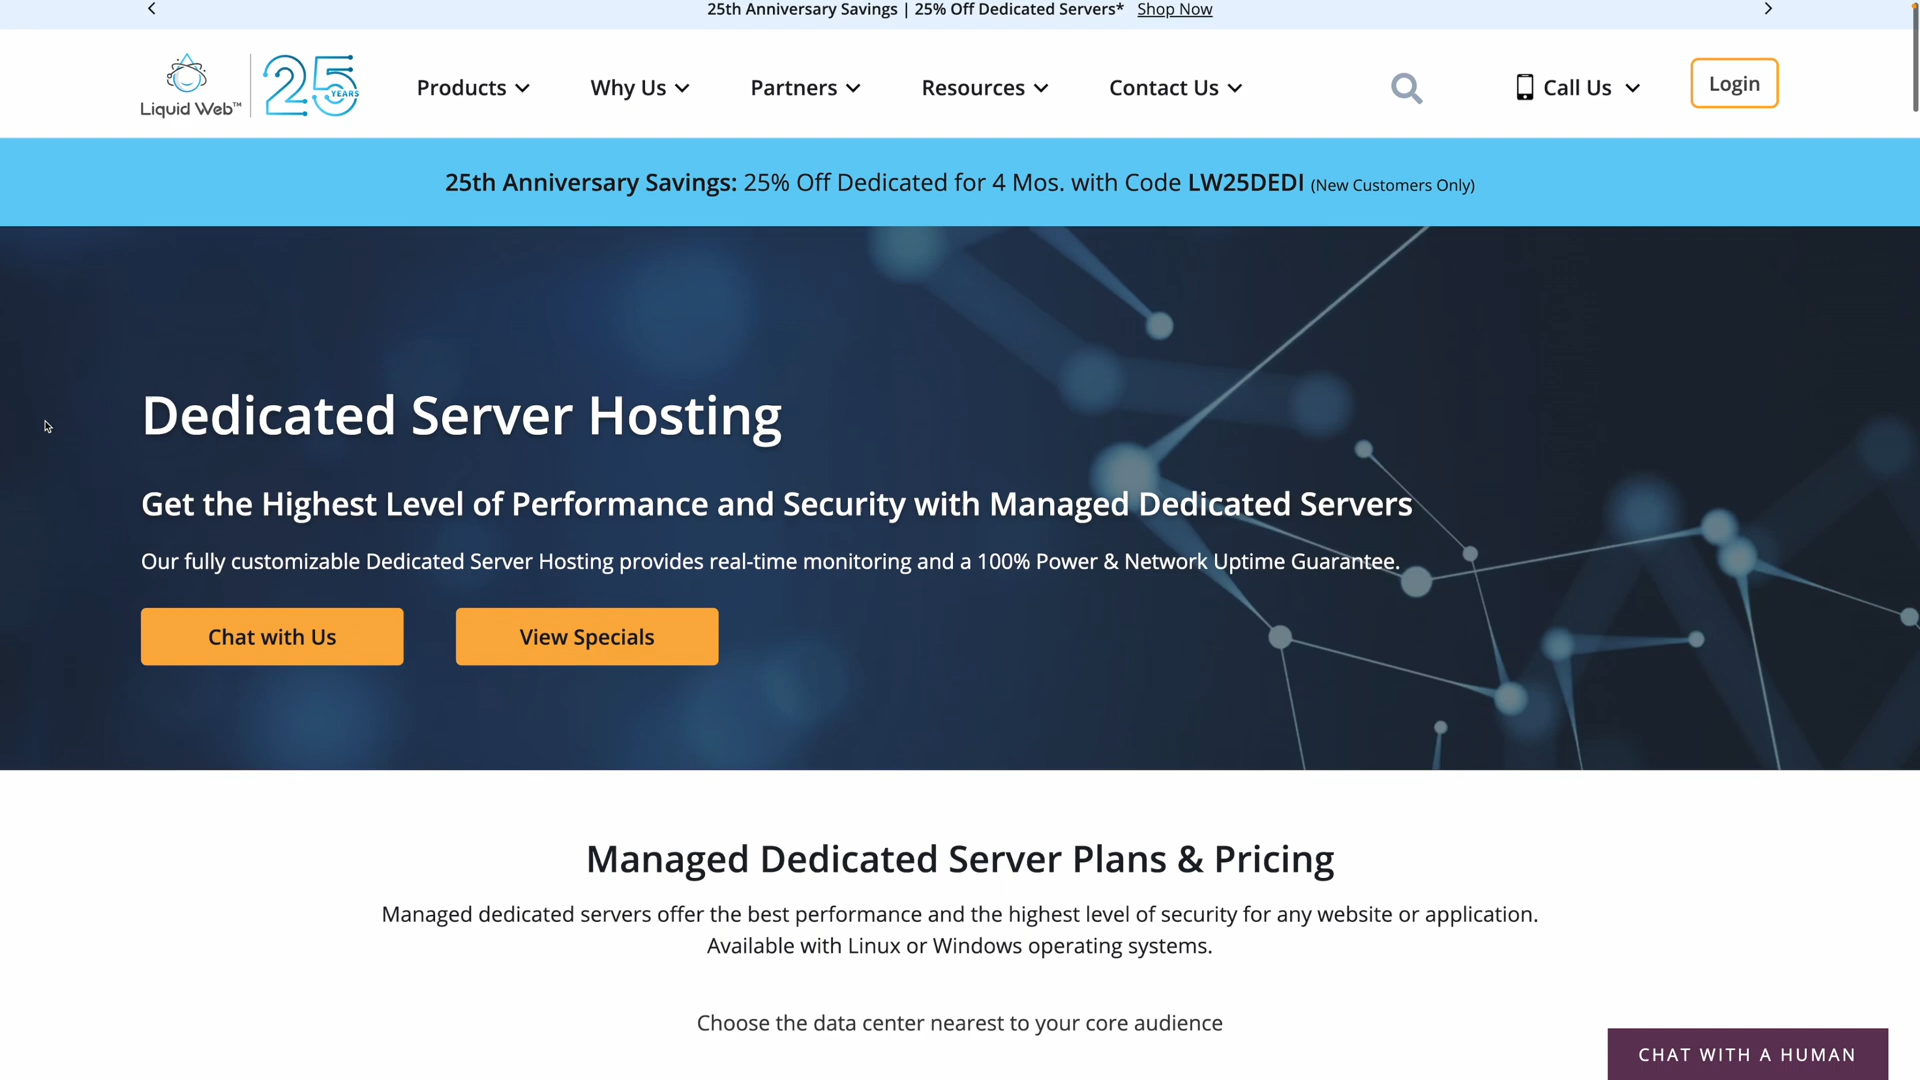 25th Anniversary Savings | 25% Off Dedicated Servers* Shop Now
Liquid Web™ 25 YEARS
Products Why Us Partners Resources Contact Us Call Us Login
25th Anniversary Savings: 25% Off Dedicated for 4 Mos. with Code LW25DEDI (New Customers Only)
Dedicated Server Hosting
Get the Highest Level of Performance and Security with Managed Dedicated Servers
Our fully customizable Dedicated Server Hosting provides real-time monitoring and a 100% Power & Network Uptime Guarantee.
Chat with Us View Specials
Managed Dedicated Server Plans & Pricing
Managed dedicated servers offer the best performance and the highest level of security for any website or application.
Available with Linux or Windows operating systems.
Choose the data center nearest to your core audience
CHAT WITH A HUMAN